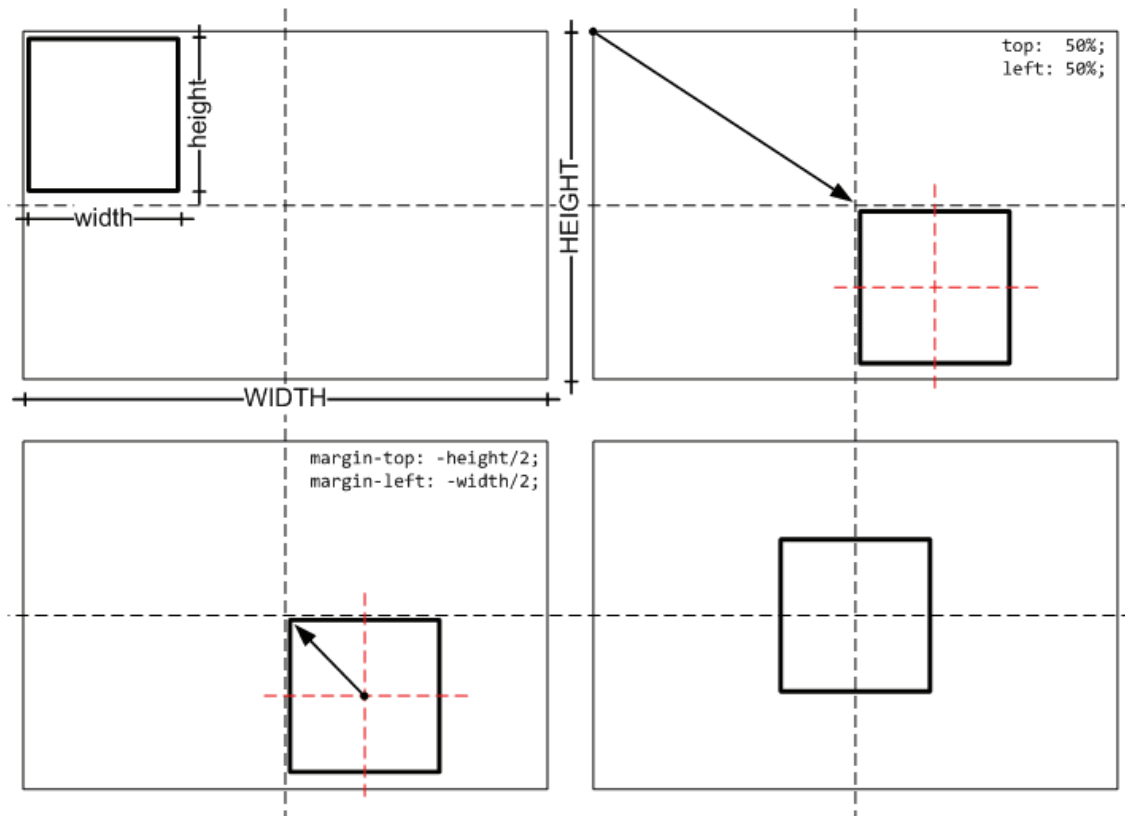 height
width
WIDTH
HEIGHT
top:  50%;
left: 50%;
margin-top: -height/2;
margin-left: -width/2;